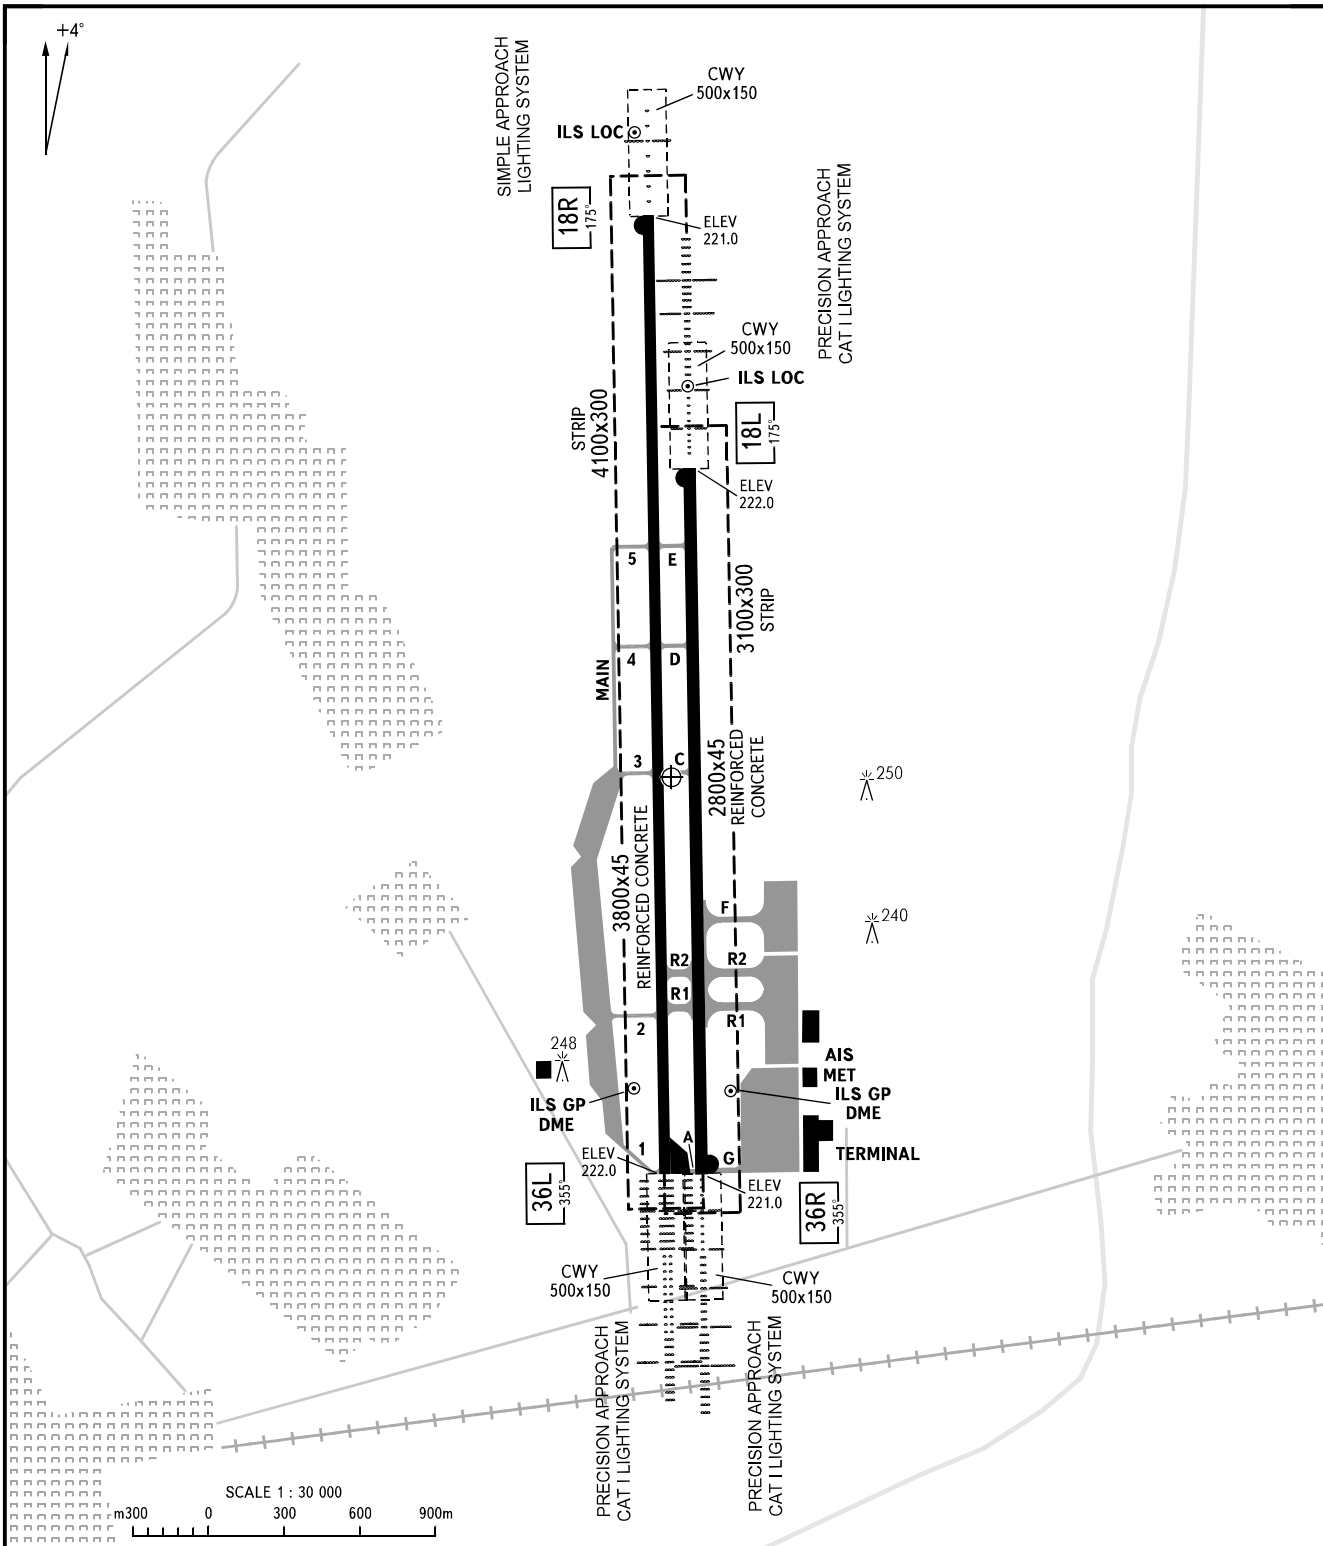 +4°
SIMPLE APPROACH
LIGHTING SYSTEM
CWY
500x150
ILS LOC
18R
175°
ELEV
221.0
PRECISION APPROACH
CAT I LIGHTING SYSTEM
CWY
500x150
ILS LOC
STRIP
4100x300
18L
175°
ELEV
222.0
5
E
3100x300
STRIP
4
D
MAIN
3
C
2800x45
REINFORCED
CONCRETE
250
3800x45
REINFORCED CONCRETE
F
240
R2
R2
R1
2
R1
248
AIS
MET
ILS GP
DME
ILS GP
DME
1
A
G
TERMINAL
ELEV
222.0
ELEV
221.0
36L
355°
36R
355°
CWY
500x150
CWY
500x150
PRECISION APPROACH
CAT I LIGHTING SYSTEM
PRECISION APPROACH
CAT I LIGHTING SYSTEM
SCALE 1 : 30 000
m300 0 300 600 900m